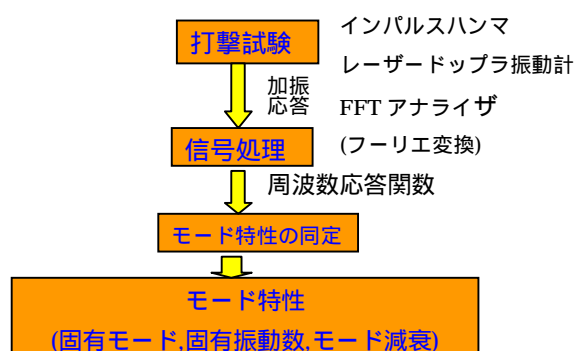 打撃試験
インパルスハンマ
レーザードップラ振動計
加振
応答
FFT アナライザ
(フーリエ変換)
信号処理
周波数応答関数
モード特性の同定
モード特性
(固有モード,固有振動数,モード減衰)